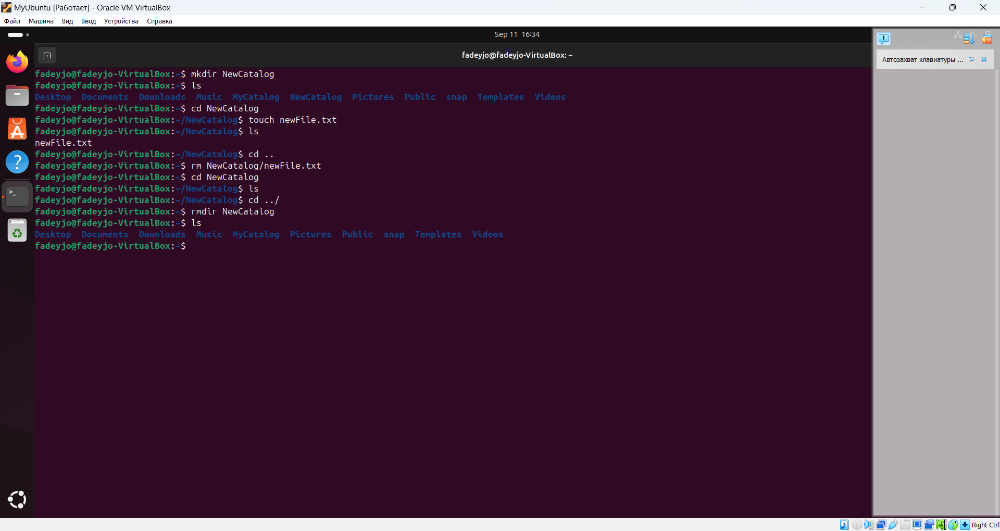 MyUbuntu [Работает] - Oracle VM VirtualBox
Файл Машина Вид Ввод Устройства Справка
Sep 11 16:34
fadeyjo@fadeyjo-VirtualBox: ~
Автозахват клавиатуры ...
fadeyjo@fadeyjo-VirtualBox:~$ mkdir NewCatalog
fadeyjo@fadeyjo-VirtualBox:~$ ls
Desktop Documents Downloads Music MyCatalog NewCatalog Pictures Public snap Templates Videos
fadeyjo@fadeyjo-VirtualBox:~$ cd NewCatalog
fadeyjo@fadeyjo-VirtualBox:~/NewCatalog$ touch newFile.txt
fadeyjo@fadeyjo-VirtualBox:~/NewCatalog$ ls
newFile.txt
fadeyjo@fadeyjo-VirtualBox:~/NewCatalog$ cd ..
fadeyjo@fadeyjo-VirtualBox:~$ rm NewCatalog/newFile.txt
fadeyjo@fadeyjo-VirtualBox:~$ cd NewCatalog
fadeyjo@fadeyjo-VirtualBox:~/NewCatalog$ ls
fadeyjo@fadeyjo-VirtualBox:~/NewCatalog$ cd ../
fadeyjo@fadeyjo-VirtualBox:~$ rmdir NewCatalog
fadeyjo@fadeyjo-VirtualBox:~$ ls
Desktop Documents Downloads Music MyCatalog Pictures Public snap Templates Videos
fadeyjo@fadeyjo-VirtualBox:~$
Right Ctrl